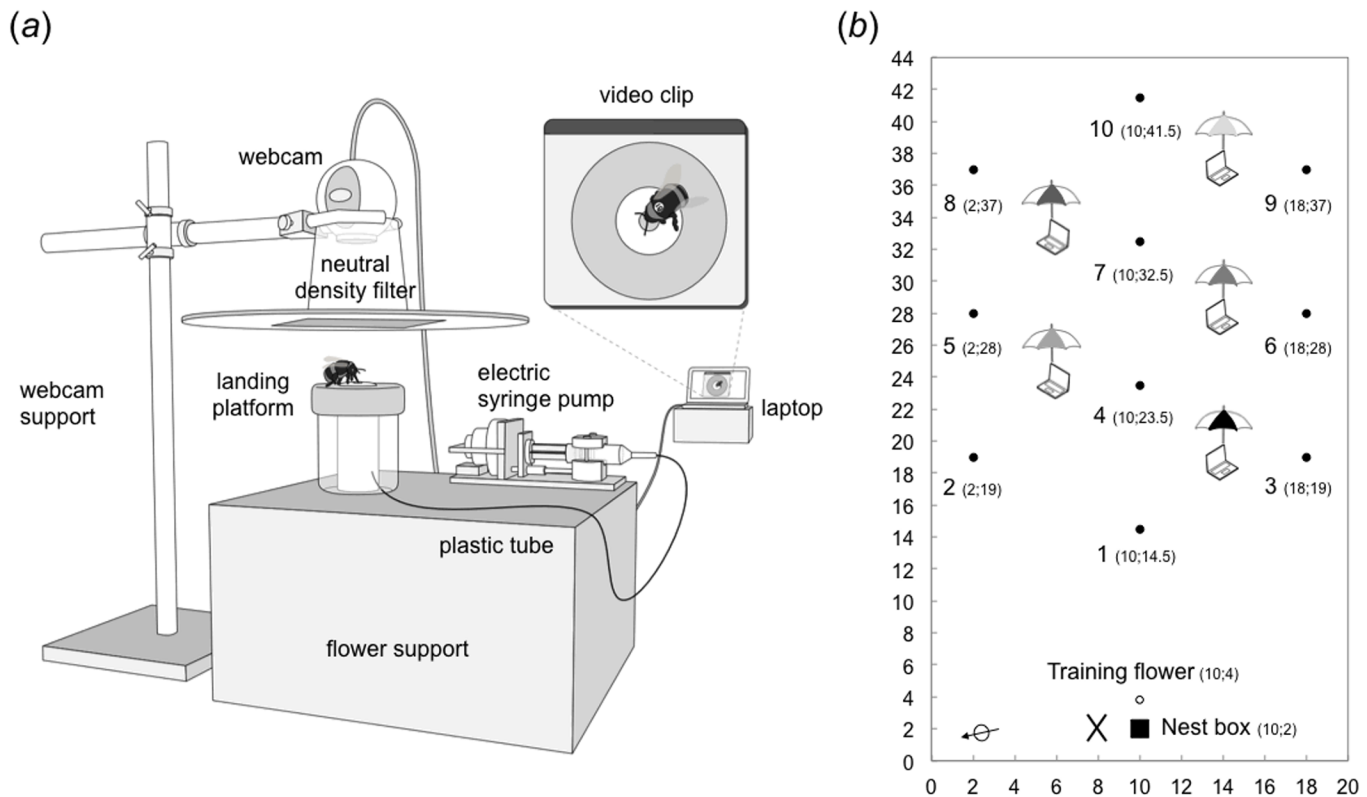 (a)
video clip
webcam
neutral
density filter
webcam
support
landing
platform
electric
syringe pump
laptop
plastic tube
flower support
(b)
44
42
40
38
36
34
32
30
28
26
24
22
20
18
16
14
12
10
8
6
4
2
0
10 (10;41.5)
8 (2;37)
9 (18;37)
7 (10;32.5)
5 (2;28)
6 (18;28)
4 (10;23.5)
2 (2;19)
3 (18;19)
1 (10;14.5)
Training flower (10;4)
X
Nest box (10;2)
0 2 4 6 8 10 12 14 16 18 20